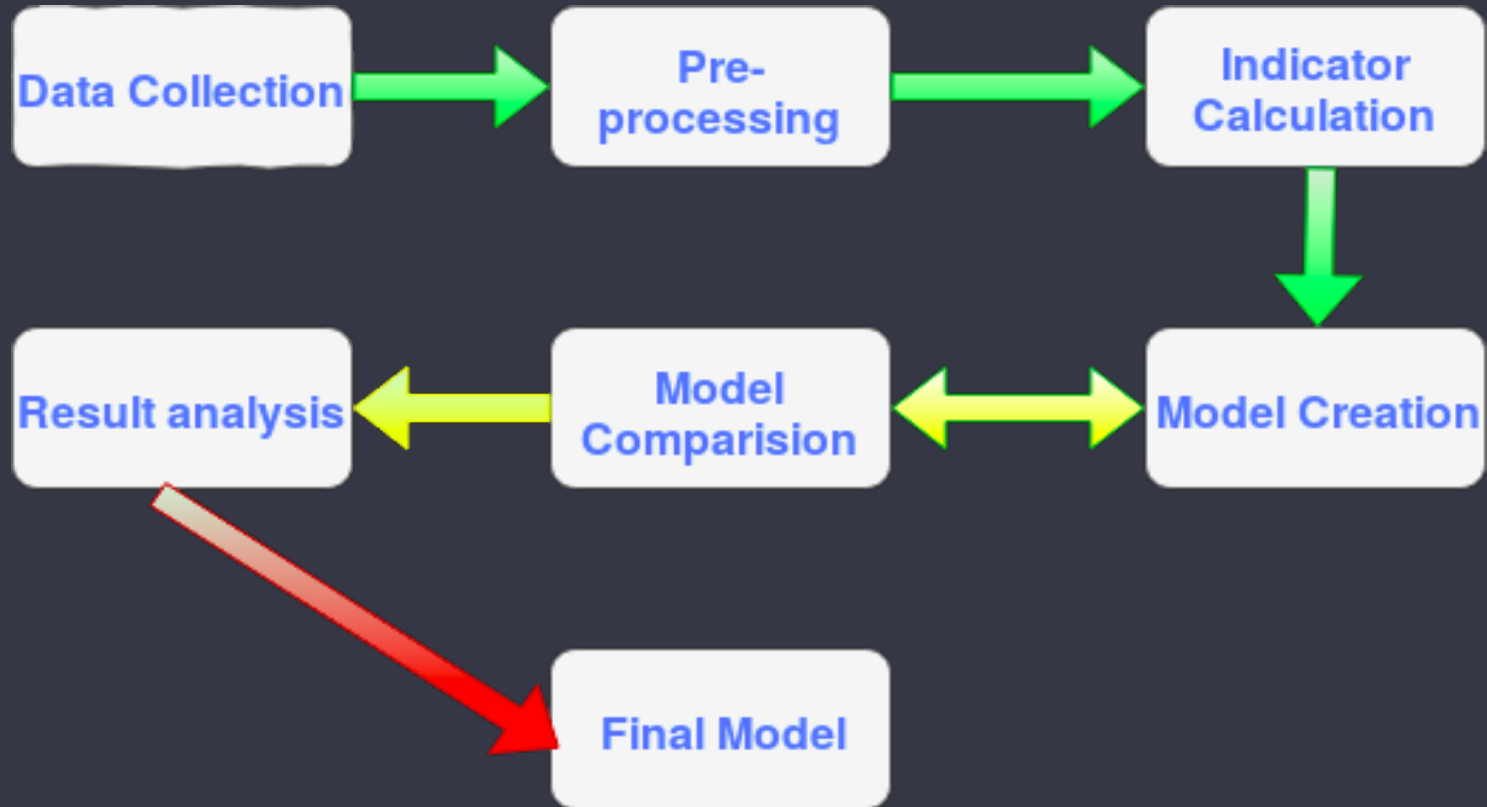 Data Collection
Pre-
processing
Indicator
Calculation
Result analysis
Model
Comparision
Model Creation
Final Model